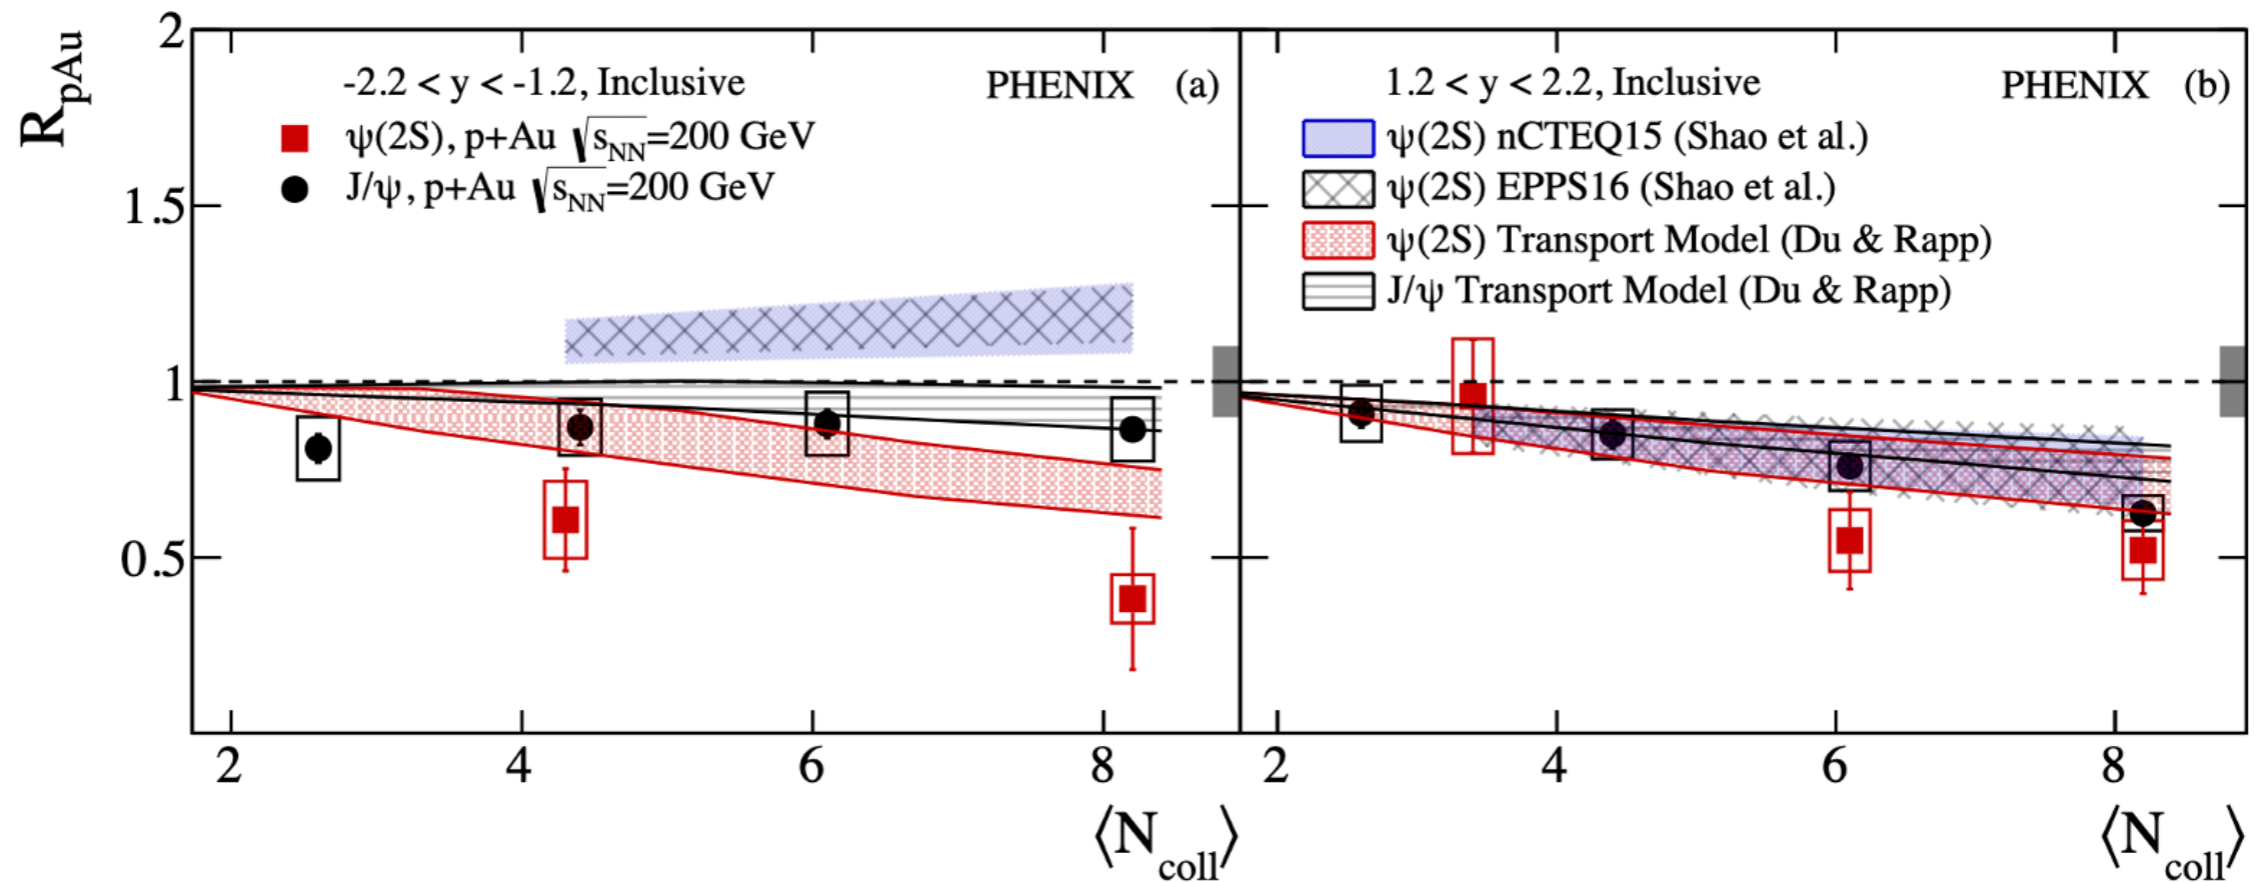 R_pAu
2
1.5
1
0.5
-2.2 < y < -1.2, Inclusive
PHENIX (a)
ψ(2S), p+Au √s_NN=200 GeV
J/ψ, p+Au √s_NN=200 GeV
2 4 6 8
⟨N_coll⟩
1.2 < y < 2.2, Inclusive
PHENIX (b)
ψ(2S) nCTEQ15 (Shao et al.)
ψ(2S) EPPS16 (Shao et al.)
ψ(2S) Transport Model (Du & Rapp)
J/ψ Transport Model (Du & Rapp)
2 4 6 8
⟨N_coll⟩